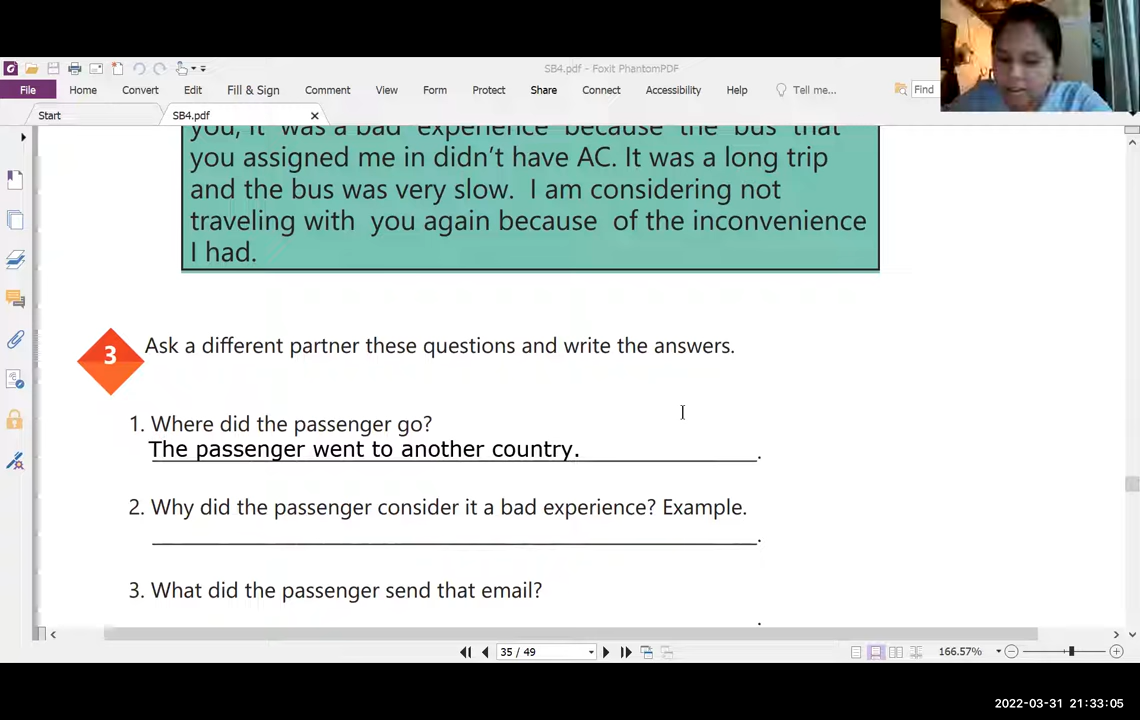 SB4.pdf - Foxit PhantomPDF
File Home Convert Edit Fill & Sign Comment View Form Protect Share Connect Accessibility Help Tell me... Find
Start SB4.pdf
you, it was a bad experience because the bus that
you assigned me in didn't have AC. It was a long trip
and the bus was very slow. I am considering not
traveling with you again because of the inconvenience
I had.
3 Ask a different partner these questions and write the answers.
1. Where did the passenger go?
The passenger went to another country.
2. Why did the passenger consider it a bad experience? Example.
3. What did the passenger send that email?
35 / 49 166.57%
2022-03-31 21:33:05